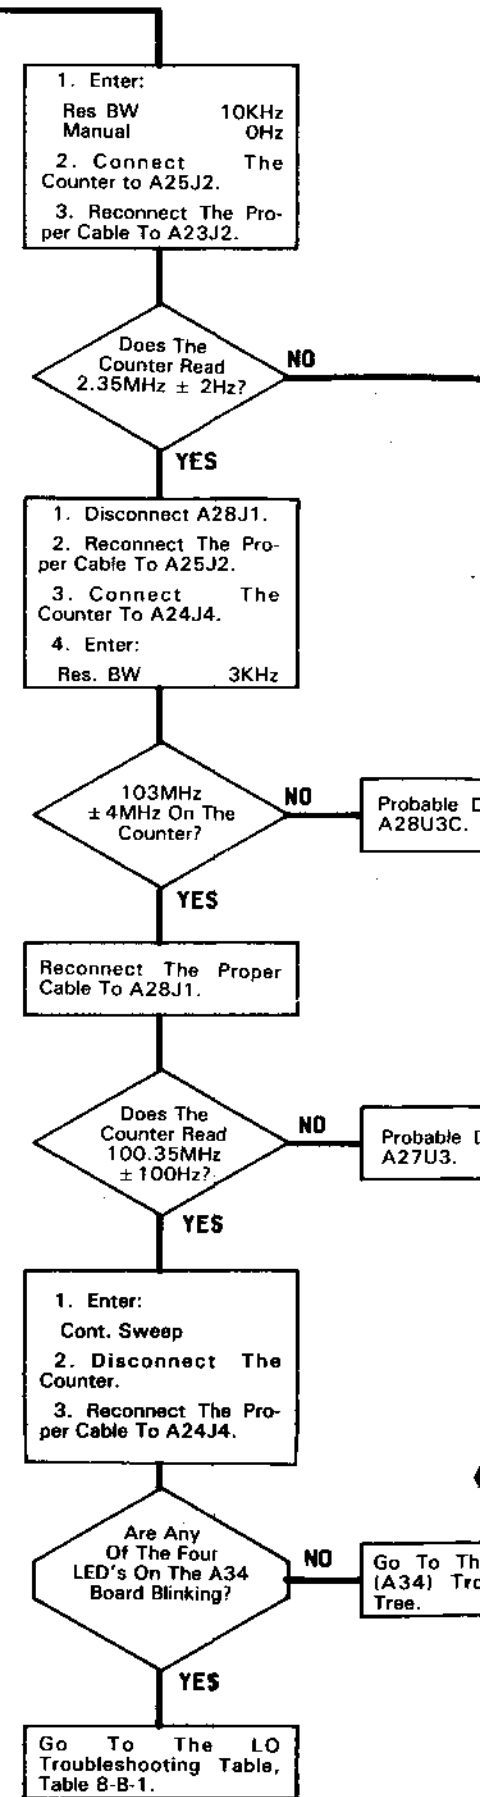 1. Enter:
Res BW 10KHz
Manual 0Hz
2. Connect The
Counter to A25J2.
3. Reconnect The Pro-
per Cable To A23J2.
Does The
Counter Read
2.35MHz ± 2Hz?
NO
YES
1. Disconnect A28J1.
2. Reconnect The Pro-
per Cable To A25J2.
3. Connect The
Counter To A24J4.
4. Enter:
Res. BW 3KHz
103MHz
± 4MHz On The
Counter?
NO
Probable
A28U3C.
YES
Reconnect The Proper
Cable To A28J1.
Does The
Counter Read
100.35MHz
± 100Hz?
NO
Probable
A27U3.
YES
1. Enter:
Cont. Sweep
2. Disconnect The
Counter.
3. Reconnect The Pro-
per Cable To A24J4.
Are Any
Of The Four
LED's On The A34
Board Blinking?
NO
Go To Th
(A34) Tro
Tree.
YES
Go To The LO
Troubleshooting Table,
Table 8-B-1.